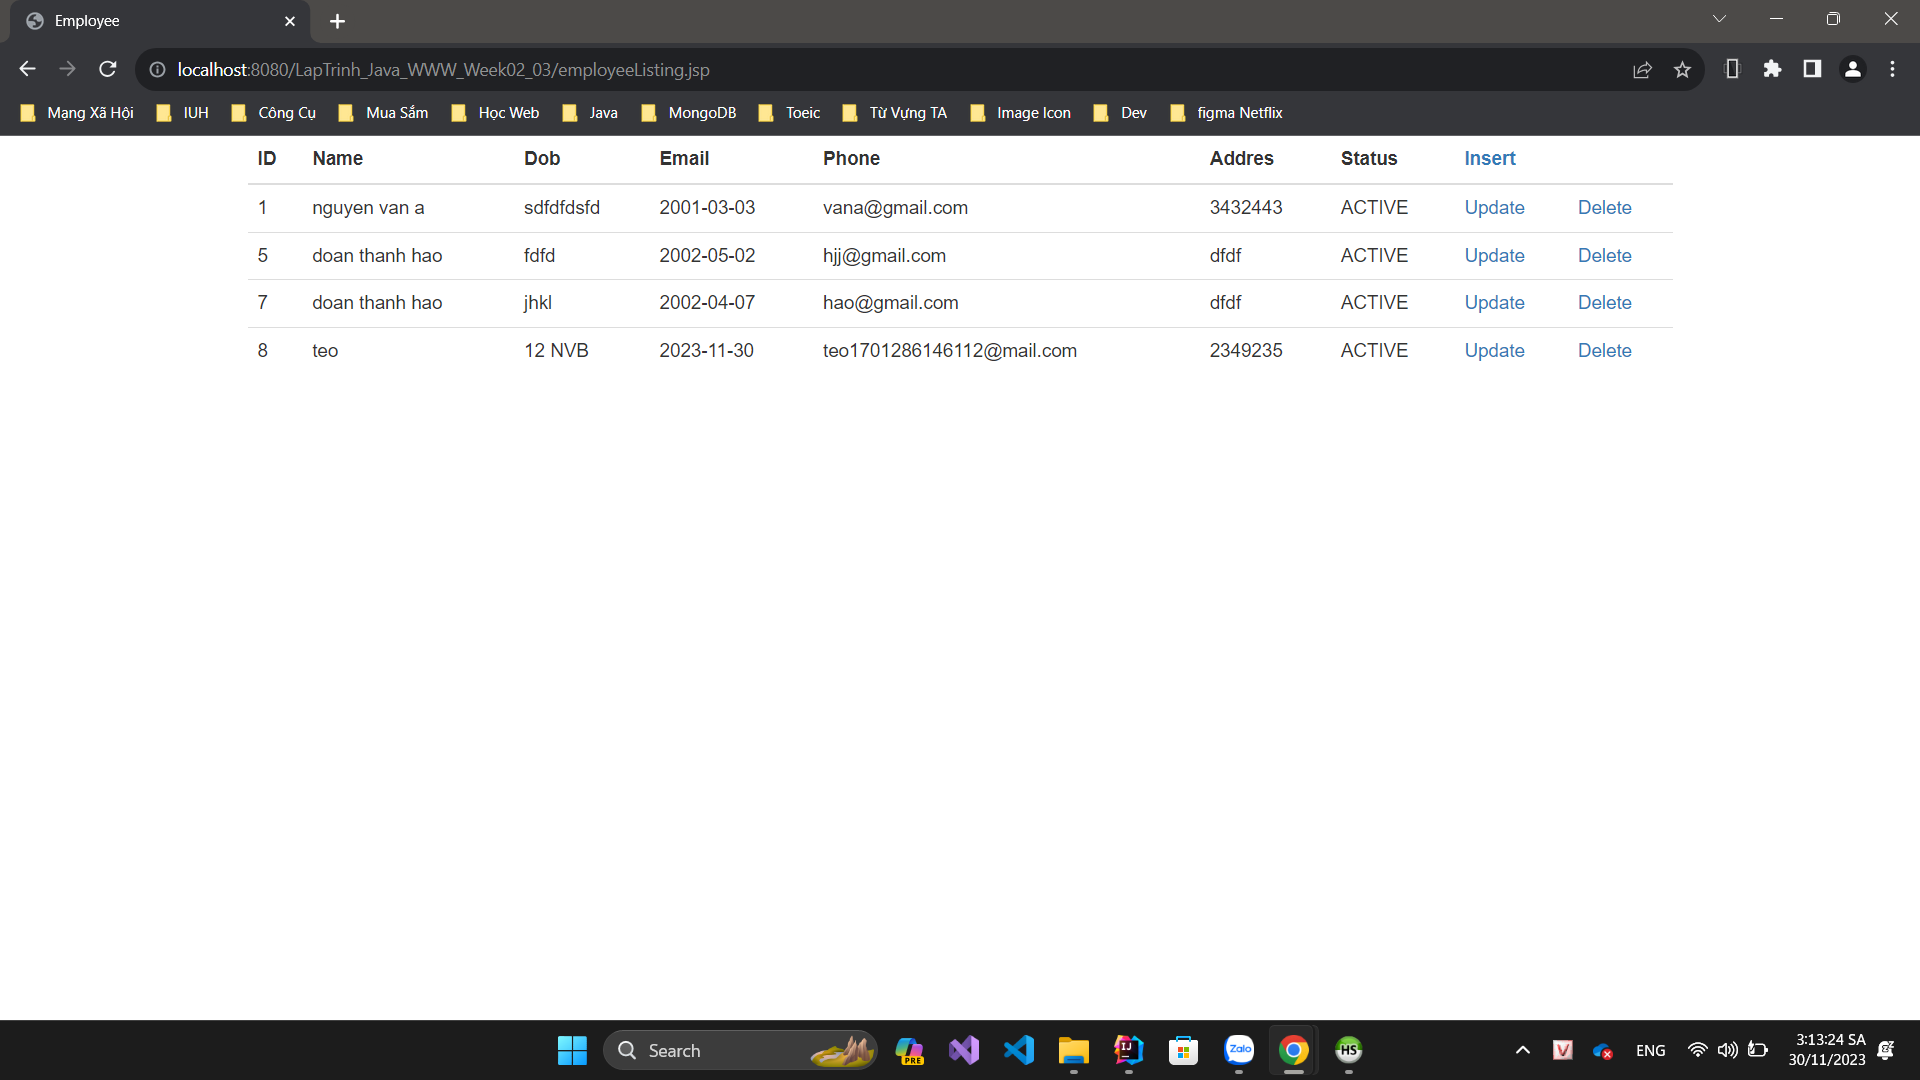 Employee
localhost:8080/LapTrinh_Java_WWW_Week02_03/employeeListing.jsp
Mạng Xã Hội IUH Công Cụ Mua Sắm Học Web Java MongoDB Toeic Từ Vựng TA Image Icon Dev figma Netflix
ID Name Dob Email Phone Addres Status Insert
1 nguyen van a sdfdfdsfd 2001-03-03 vana@gmail.com 3432443 ACTIVE Update Delete
5 doan thanh hao fdfd 2002-05-02 hjj@gmail.com dfdf ACTIVE Update Delete
7 doan thanh hao jhkl 2002-04-07 hao@gmail.com dfdf ACTIVE Update Delete
8 teo 12 NVB 2023-11-30 teo1701286146112@mail.com 2349235 ACTIVE Update Delete
Search PRE IJ Zalo HS V ENG 3:13:24 SA
30/11/2023